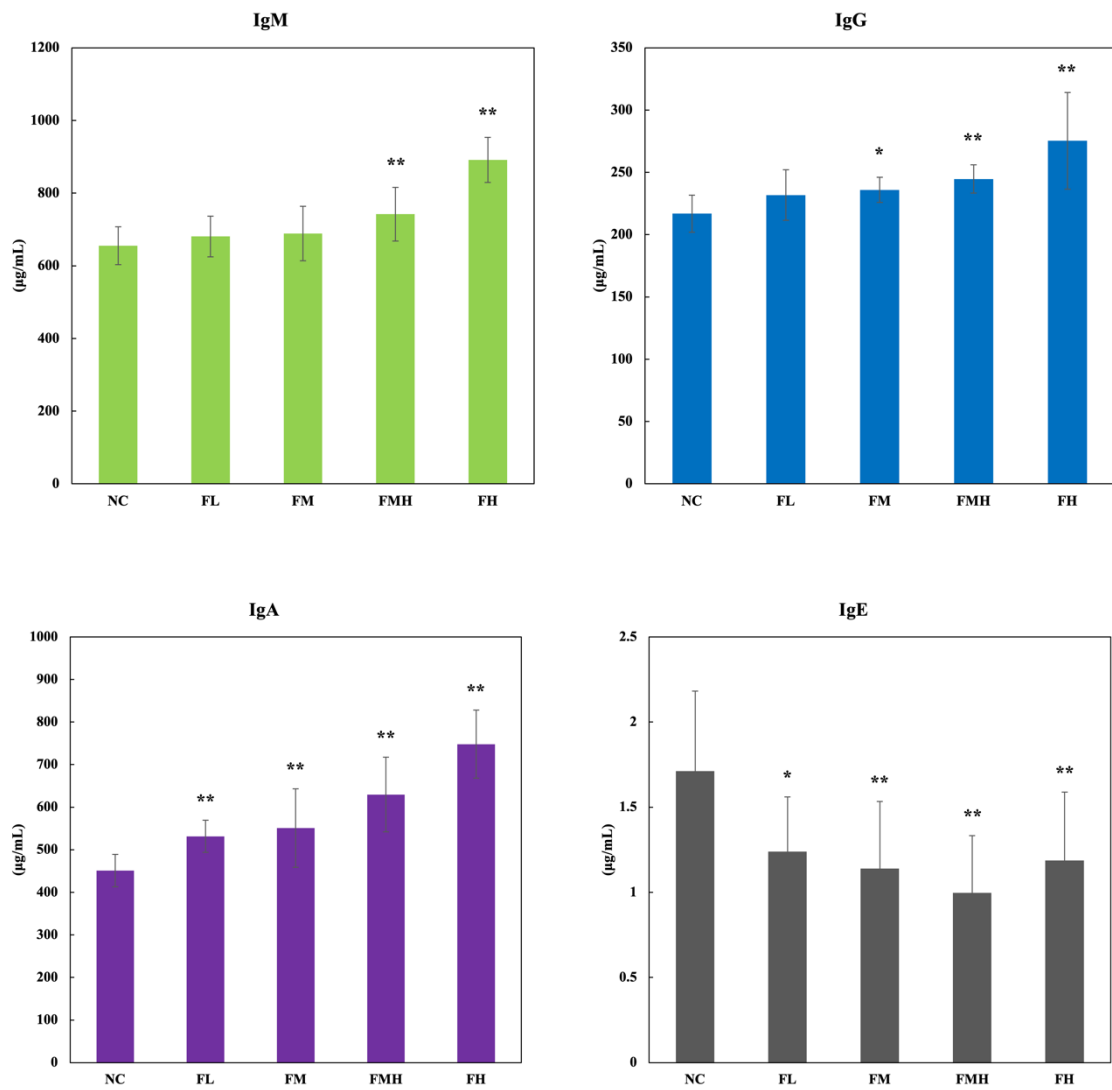 IgM
1200
1000
800
600
400
200
0
(µg/mL)
** **
NC FL FM FMH FH
IgG
350
300
250
200
150
100
50
0
(µg/mL)
* ** **
NC FL FM FMH FH
IgA
1000
900
800
700
600
500
400
300
200
100
0
(µg/mL)
** ** ** **
NC FL FM FMH FH
IgE
2.5
2
1.5
1
0.5
0
(µg/mL)
* ** ** **
NC FL FM FMH FH